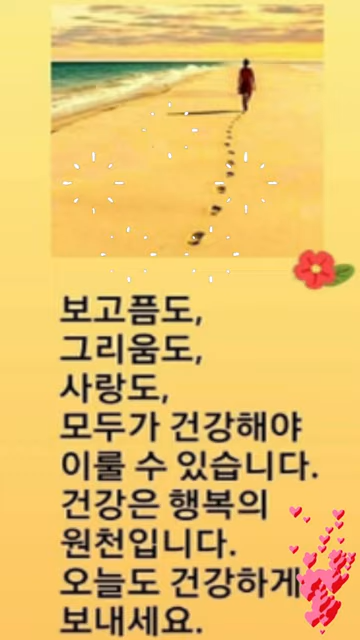 보고픔도,
그리움도,
사랑도,
모두가 건강해야
이룰 수 있습니다.
건강은 행복의
원천입니다.
오늘도 건강하게
보내세요.